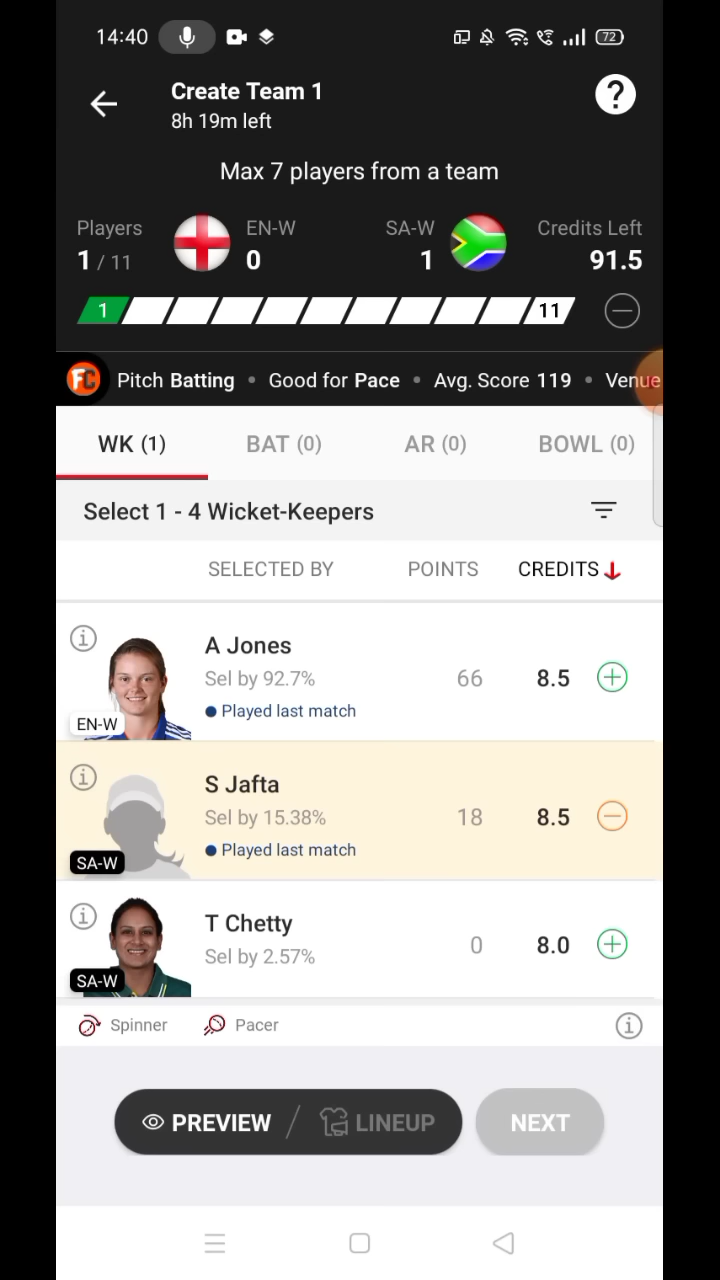 14:40
72
Create Team 1
8h 19m left
?
Max 7 players from a team
Players EN-W SA-W Credits Left
1 / 11 0 1 91.5
1 11
FC Pitch Batting • Good for Pace • Avg. Score 119 • Venue
WK (1) BAT (0) AR (0) BOWL (0)
Select 1 - 4 Wicket-Keepers
SELECTED BY POINTS CREDITS
A Jones
Sel by 92.7% 66 8.5
Played last match
EN-W
S Jafta
Sel by 15.38% 18 8.5
Played last match
SA-W
T Chetty
Sel by 2.57% 0 8.0
SA-W
Spinner Pacer
PREVIEW / LINEUP NEXT